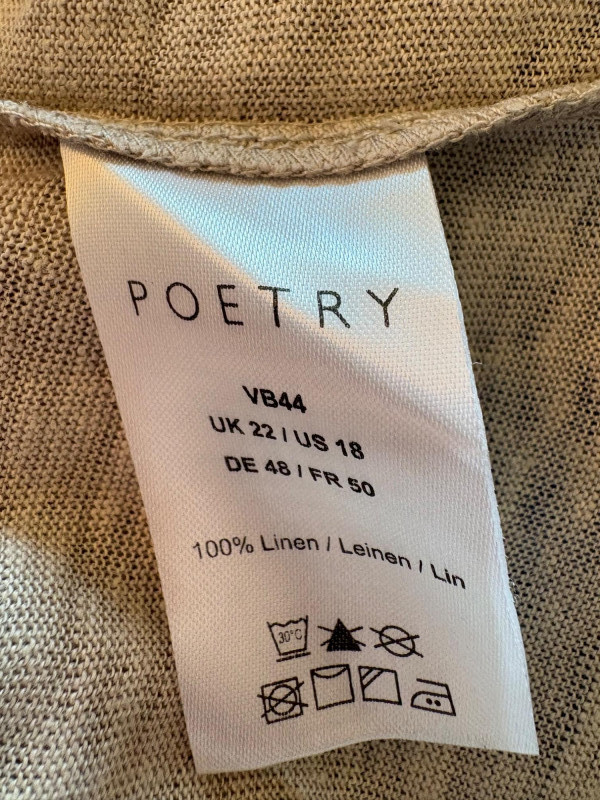 POETRY
VB44
UK 22 / US 18
DE 48 / FR 50
100% Linen / Leinen / Lin
30°C